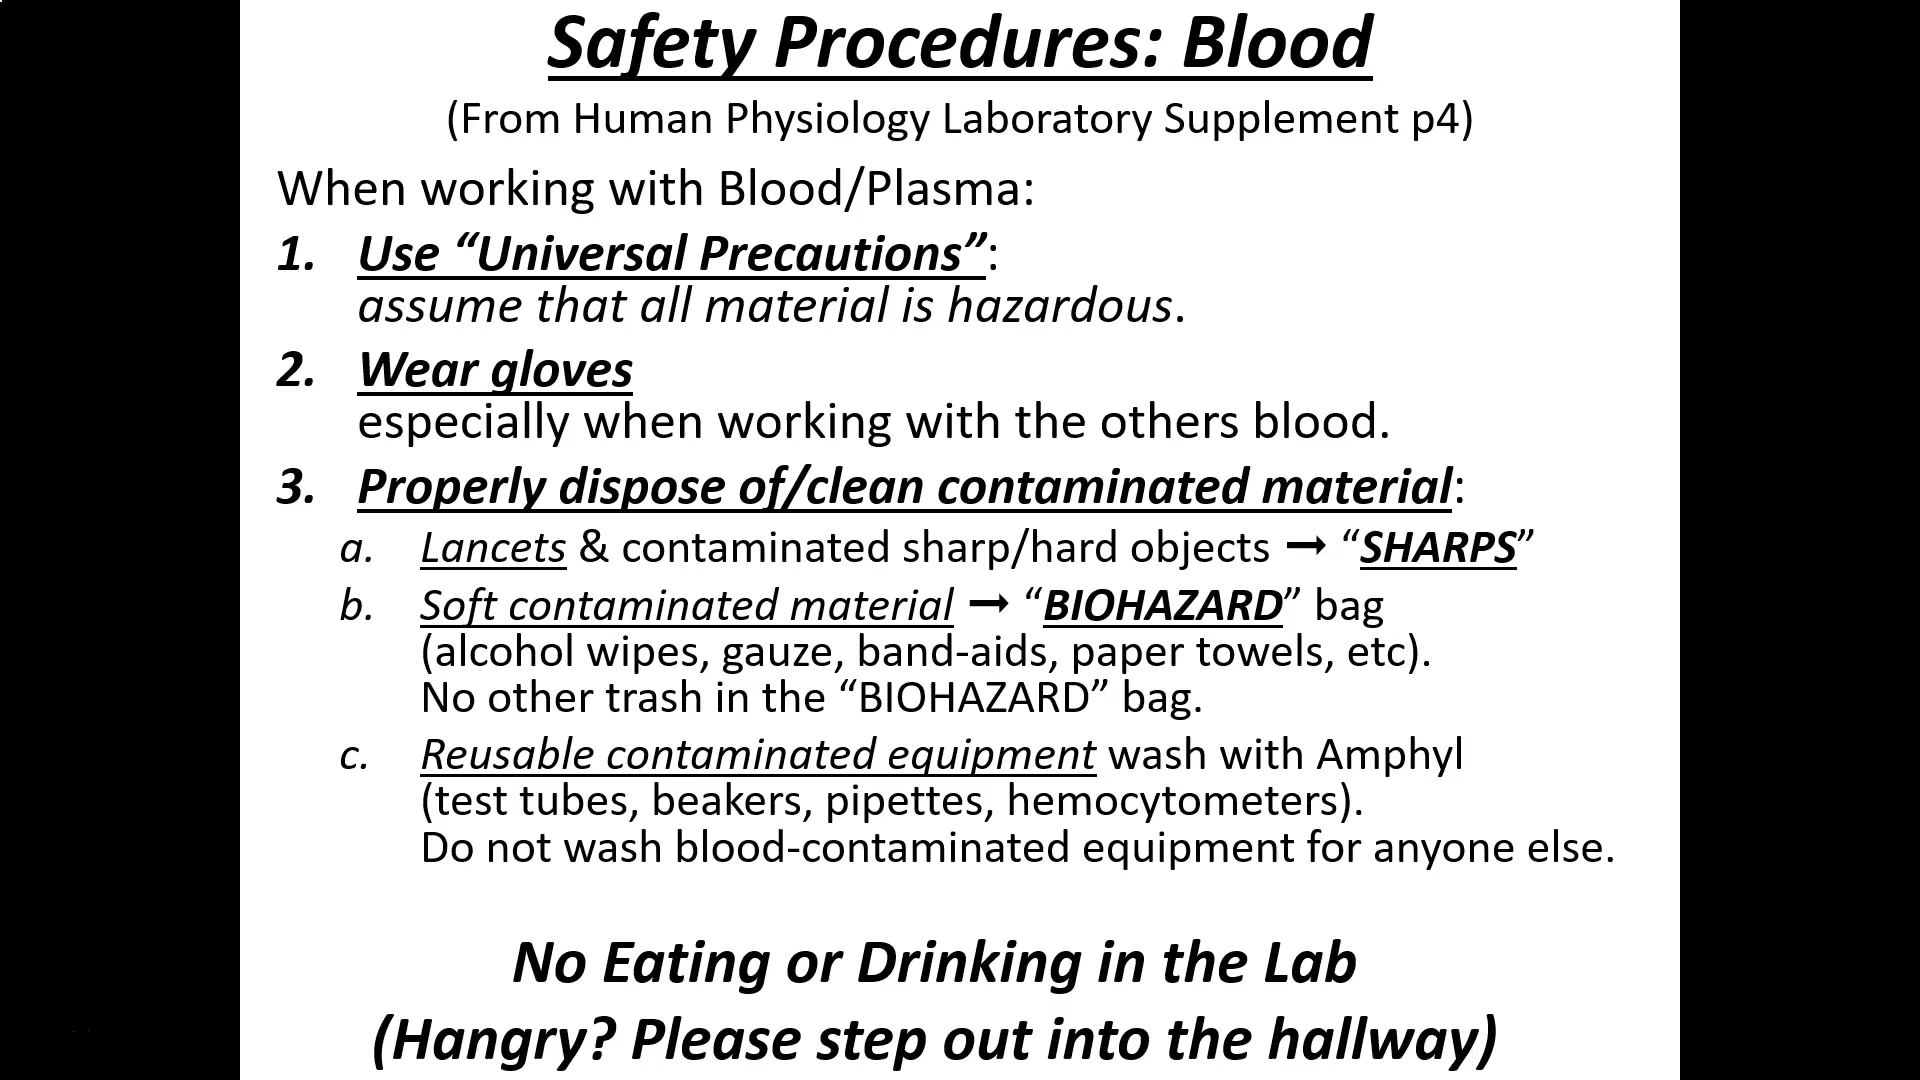 Safety Procedures: Blood
(From Human Physiology Laboratory Supplement p4)
When working with Blood/Plasma:
1. Use “Universal Precautions”:
assume that all material is hazardous.
2. Wear gloves
especially when working with the others blood.
3. Properly dispose of/clean contaminated material:
a. Lancets & contaminated sharp/hard objects → “SHARPS”
b. Soft contaminated material → “BIOHAZARD” bag
(alcohol wipes, gauze, band-aids, paper towels, etc).
No other trash in the “BIOHAZARD” bag.
c. Reusable contaminated equipment wash with Amphyl
(test tubes, beakers, pipettes, hemocytometers).
Do not wash blood-contaminated equipment for anyone else.
No Eating or Drinking in the Lab
(Hangry? Please step out into the hallway)